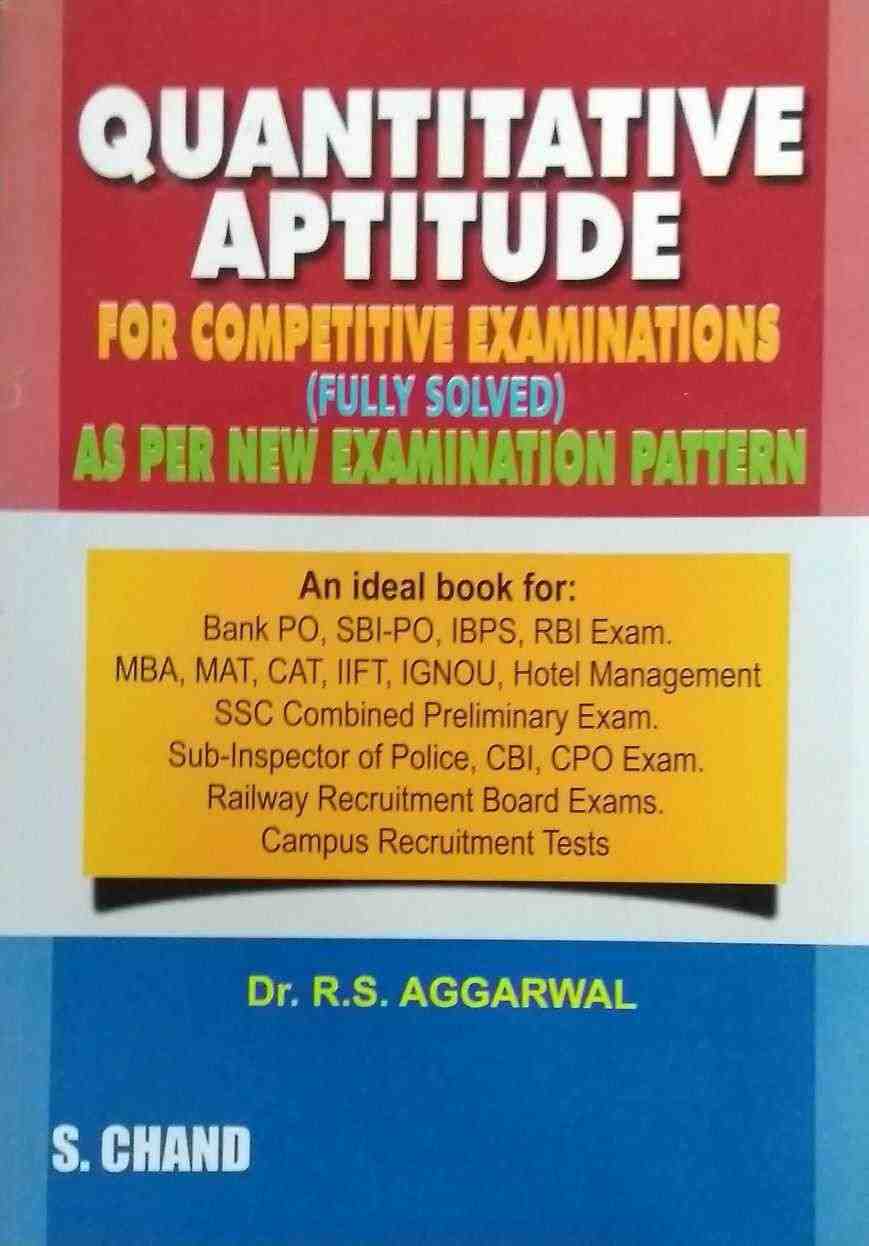 QUANTITATIVE
APTITUDE
FOR COMPETITIVE EXAMINATIONS
(FULLY SOLVED)
AS PER NEW EXAMINATION PATTERN
An ideal book for:
Bank PO, SBI-PO, IBPS, RBI Exam.
MBA, MAT, CAT, IIFT, IGNOU, Hotel Management
SSC Combined Preliminary Exam.
Sub-Inspector of Police, CBI, CPO Exam.
Railway Recruitment Board Exams.
Campus Recruitment Tests
Dr. R.S. AGGARWAL
S. CHAND